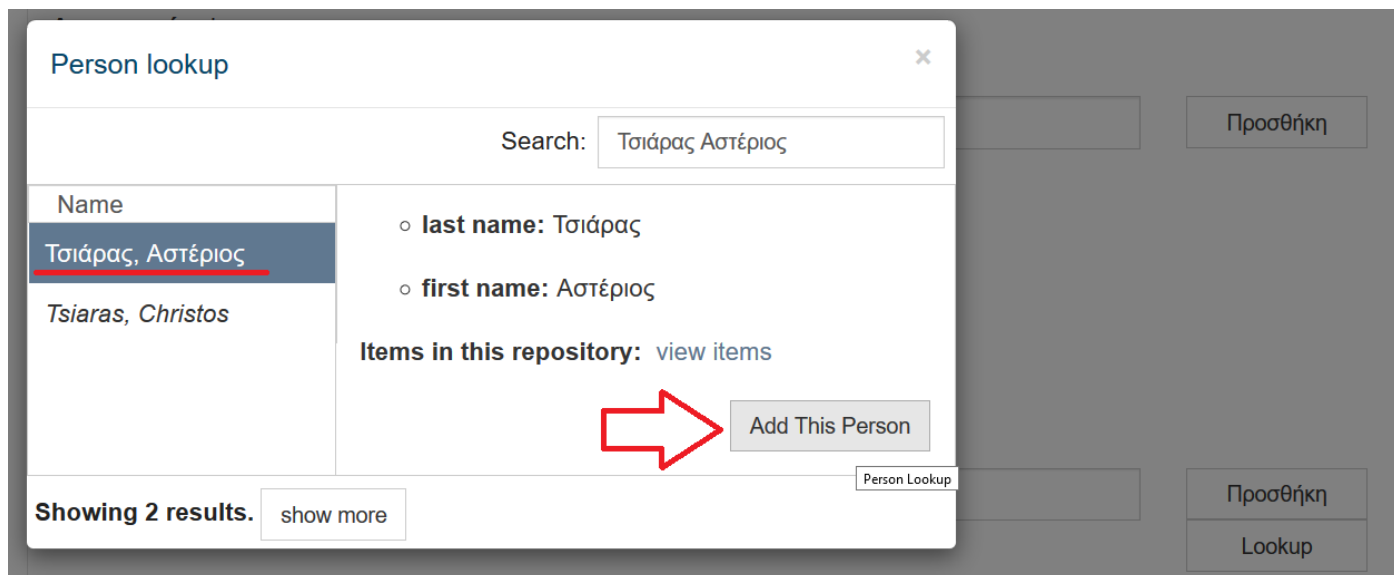 Person lookup ×
Search: Τσιάρας Αστέριος
Προσθήκη
Name
Τσιάρας, Αστέριος
Tsiaras, Christos
last name: Τσιάρας
first name: Αστέριος
Items in this repository: view items
Add This Person
Person Lookup
Showing 2 results. show more
Προσθήκη
Lookup